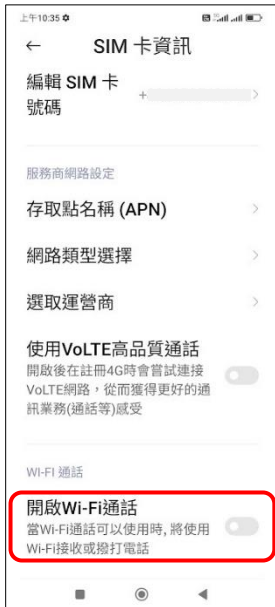 上午10:35
SIM 卡資訊
編輯 SIM 卡
號碼
+
服務商網路設定
存取點名稱 (APN)
網路類型選擇
選取運營商
使用VoLTE高品質通話
開啟後在註冊4G時會嘗試連接
VoLTE網路，從而獲得更好的通
訊業務(通話等)感受
WI-FI 通話
開啟Wi-Fi通話
當Wi-Fi通話可以使用時, 將使用
Wi-Fi接收或撥打電話